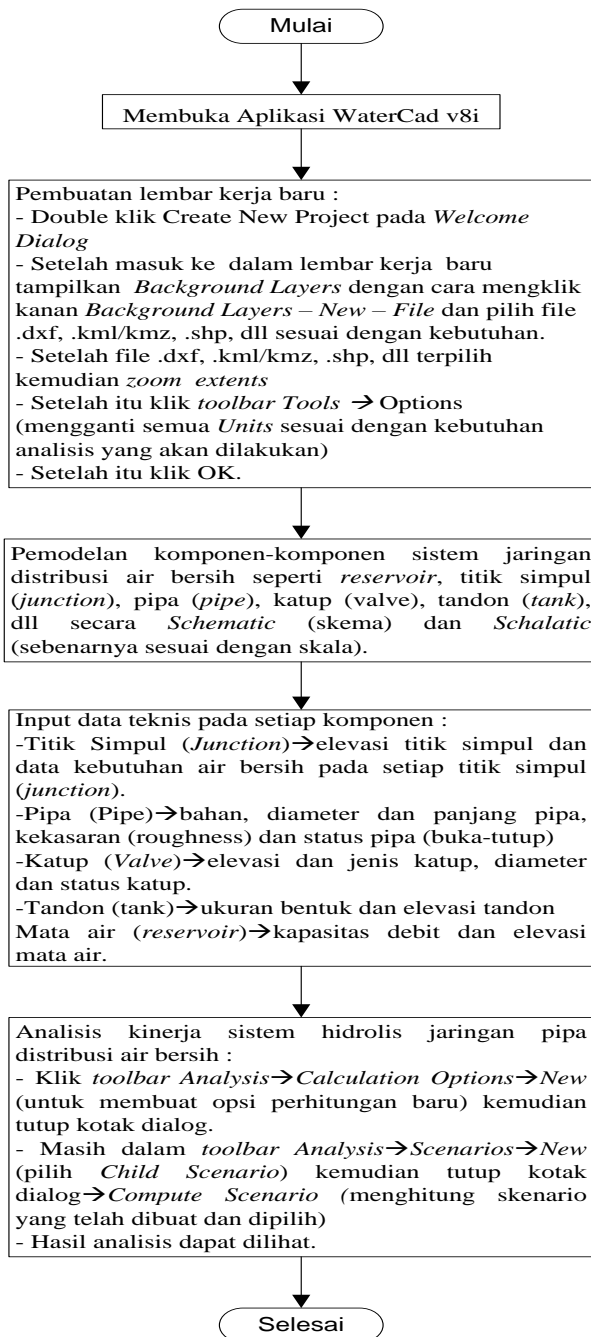 Mulai
Membuka Aplikasi WaterCad v8i
Pembuatan lembar kerja baru :
- Double klik Create New Project pada Welcome
Dialog
- Setelah masuk ke dalam lembar kerja baru
tampilkan Background Layers dengan cara mengklik
kanan Background Layers – New – File dan pilih file
.dxf, .kml/kmz, .shp, dll sesuai dengan kebutuhan.
- Setelah file .dxf, .kml/kmz, .shp, dll terpilih
kemudian zoom extents
- Setelah itu klik toolbar Tools → Options
(mengganti semua Units sesuai dengan kebutuhan
analisis yang akan dilakukan)
- Setelah itu klik OK.
Pemodelan komponen-komponen sistem jaringan
distribusi air bersih seperti reservoir, titik simpul
(junction), pipa (pipe), katup (valve), tandon (tank),
dll secara Schematic (skema) dan Schalatic
(sebenarnya sesuai dengan skala).
Input data teknis pada setiap komponen :
-Titik Simpul (Junction)→elevasi titik simpul dan
data kebutuhan air bersih pada setiap titik simpul
(junction).
-Pipa (Pipe)→bahan, diameter dan panjang pipa,
kekasaran (roughness) dan status pipa (buka-tutup)
-Katup (Valve)→elevasi dan jenis katup, diameter
dan status katup.
-Tandon (tank)→ukuran bentuk dan elevasi tandon
Mata air (reservoir)→kapasitas debit dan elevasi
mata air.
Analisis kinerja sistem hidrolis jaringan pipa
distribusi air bersih :
- Klik toolbar Analysis→Calculation Options→New
(untuk membuat opsi perhitungan baru) kemudian
tutup kotak dialog.
- Masih dalam toolbar Analysis→Scenarios→New
(pilih Child Scenario) kemudian tutup kotak
dialog→Compute Scenario (menghitung skenario
yang telah dibuat dan dipilih)
- Hasil analisis dapat dilihat.
Selesai